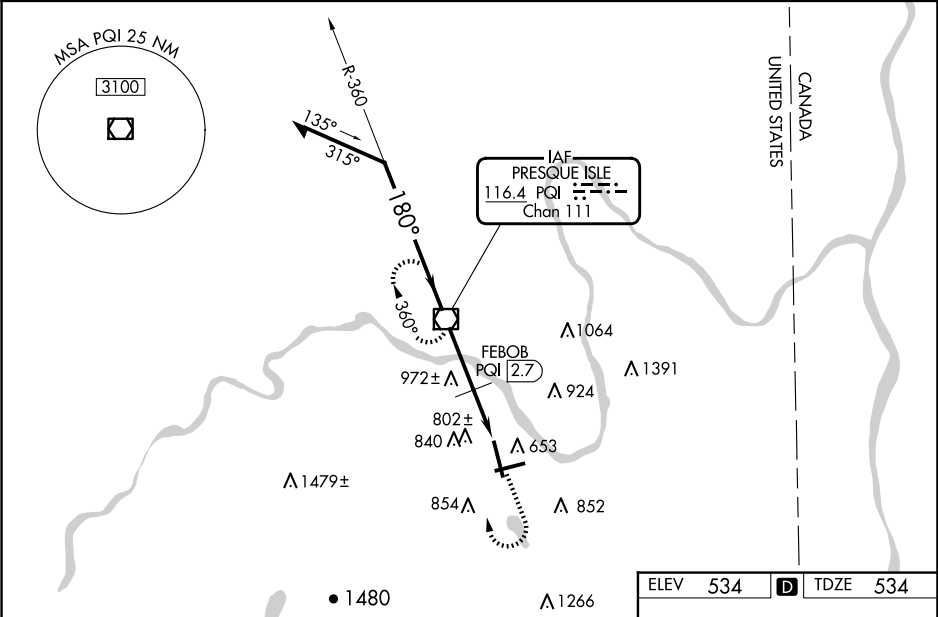 MSA PQI 25 NM
3100
R-360
135°
315°
180°
360°
IAF
PRESQUE ISLE
116.4 PQI
Chan 111
CANADA
UNITED STATES
1064
FEBOB
PQI 2.7
1391
972±
924
802±
840
653
1479±
854
852
1480
1266
ELEV 534 D TDZE 534